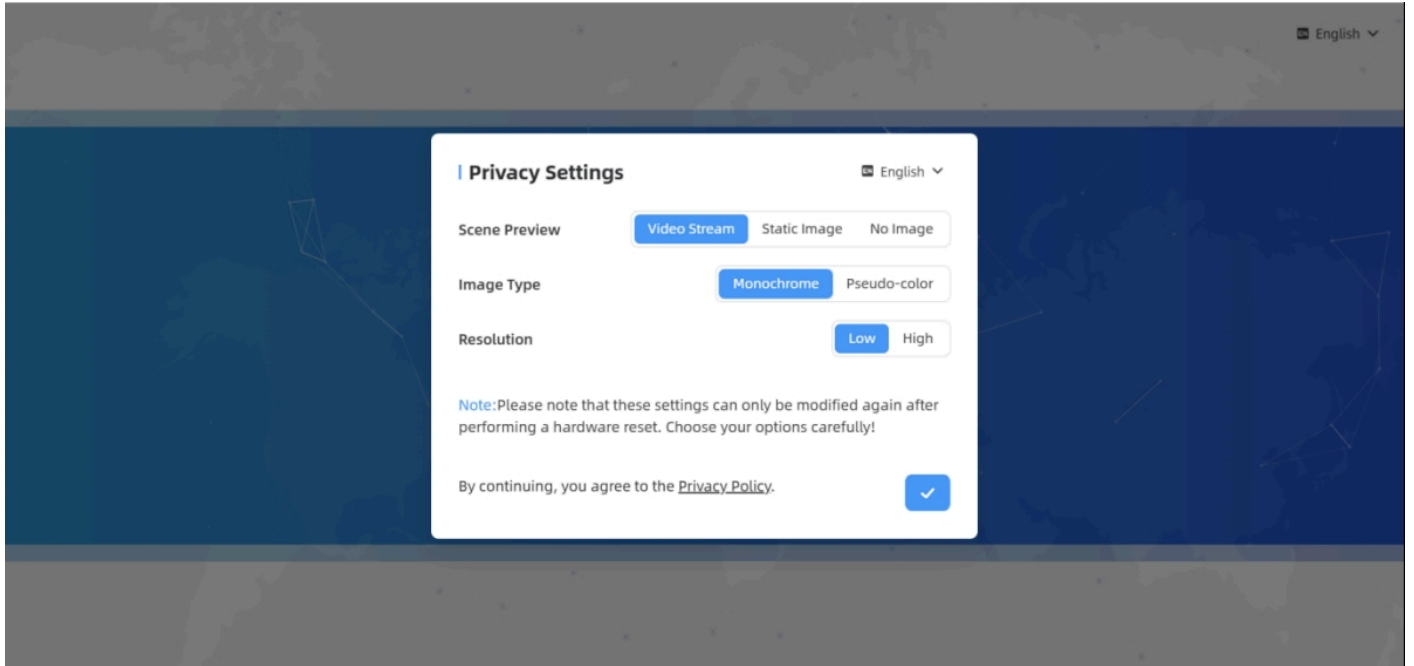 EN English
Privacy Settings
EN English
Scene Preview
Video Stream Static Image No Image
Image Type
Monochrome Pseudo-color
Resolution
Low High
Note:Please note that these settings can only be modified again after
performing a hardware reset. Choose your options carefully!
By continuing, you agree to the Privacy Policy.